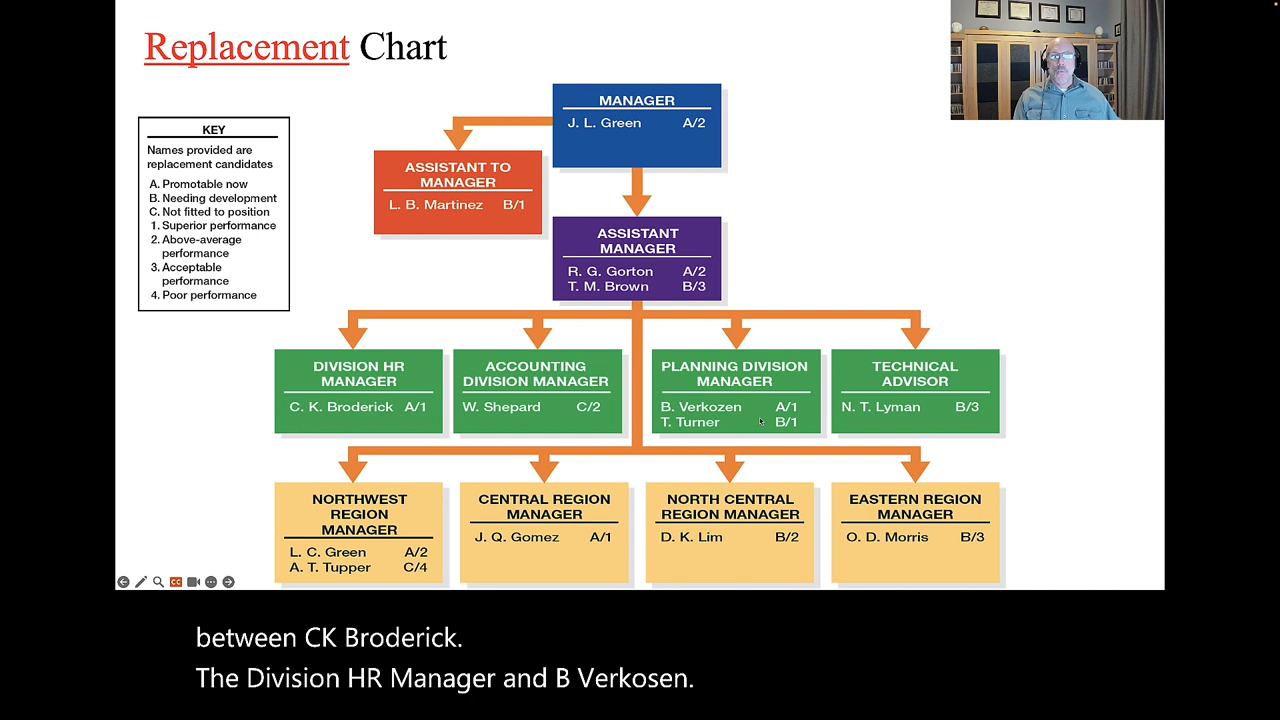 Replacement Chart
KEY
Names provided are
replacement candidates
A. Promotable now
B. Needing development
C. Not fitted to position
1. Superior performance
2. Above-average
performance
3. Acceptable
performance
4. Poor performance
MANAGER
J. L. Green A/2
ASSISTANT TO
MANAGER
L. B. Martinez B/1
ASSISTANT
MANAGER
R. G. Gorton A/2
T. M. Brown B/3
DIVISION HR
MANAGER
C. K. Broderick A/1
ACCOUNTING
DIVISION MANAGER
W. Shepard C/2
PLANNING DIVISION
MANAGER
B. Verkozen A/1
T. Turner B/1
TECHNICAL
ADVISOR
N. T. Lyman B/3
NORTHWEST
REGION
MANAGER
L. C. Green A/2
A. T. Tupper C/4
CENTRAL REGION
MANAGER
J. Q. Gomez A/1
NORTH CENTRAL
REGION MANAGER
D. K. Lim B/2
EASTERN REGION
MANAGER
O. D. Morris B/3
CC
between CK Broderick.
The Division HR Manager and B Verkosen.